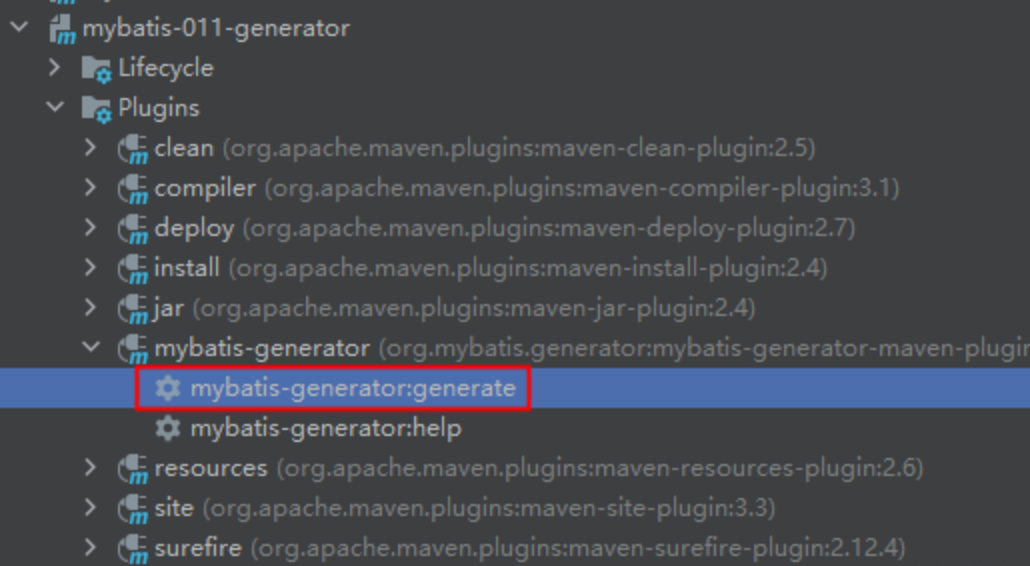 mybatis-011-generator
Lifecycle
Plugins
clean (org.apache.maven.plugins:maven-clean-plugin:2.5)
compiler (org.apache.maven.plugins:maven-compiler-plugin:3.1)
deploy (org.apache.maven.plugins:maven-deploy-plugin:2.7)
install (org.apache.maven.plugins:maven-install-plugin:2.4)
jar (org.apache.maven.plugins:maven-jar-plugin:2.4)
mybatis-generator (org.mybatis.generator:mybatis-generator-maven-plugin
mybatis-generator:generate
mybatis-generator:help
resources (org.apache.maven.plugins:maven-resources-plugin:2.6)
site (org.apache.maven.plugins:maven-site-plugin:3.3)
surefire (org.apache.maven.plugins:maven-surefire-plugin:2.12.4)